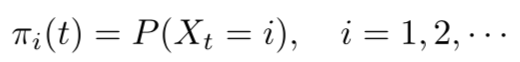 π_i(t) = P(X_t = i),   i = 1, 2, ⋯